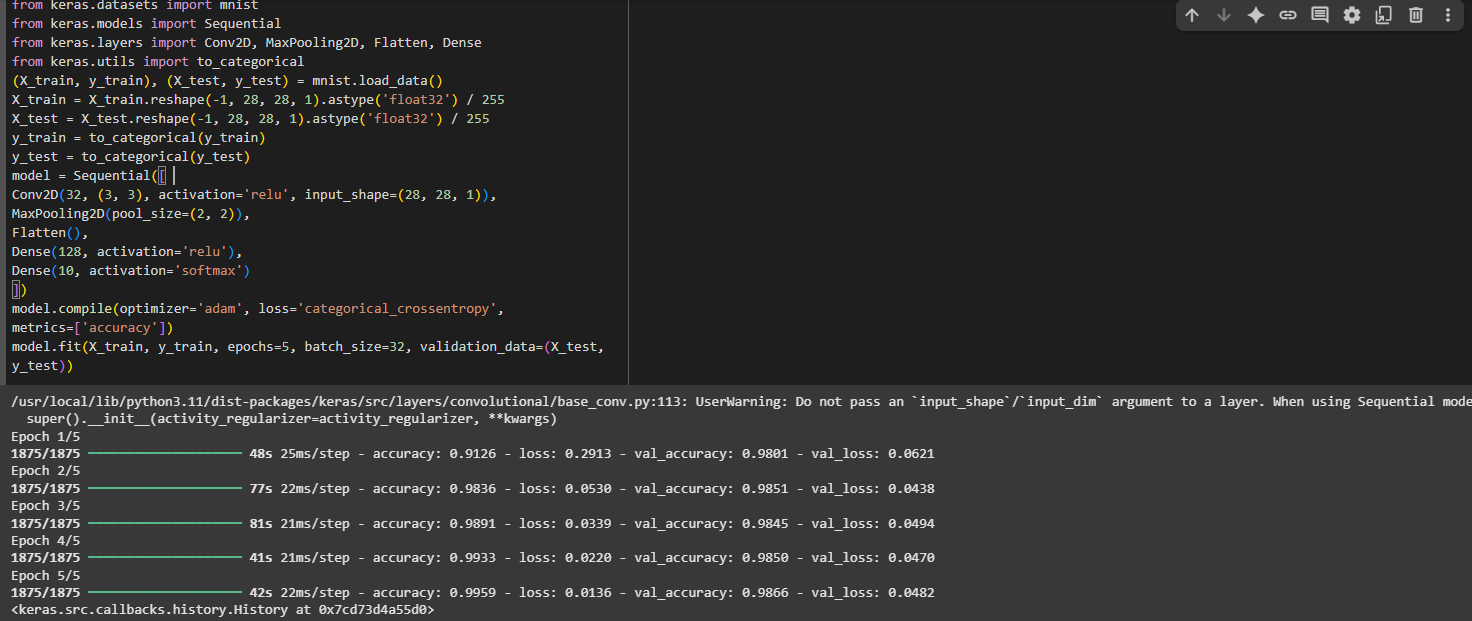 from keras.datasets import mnist
from keras.models import Sequential
from keras.layers import Conv2D, MaxPooling2D, Flatten, Dense
from keras.utils import to_categorical
(X_train, y_train), (X_test, y_test) = mnist.load_data()
X_train = X_train.reshape(-1, 28, 28, 1).astype('float32') / 255
X_test = X_test.reshape(-1, 28, 28, 1).astype('float32') / 255
y_train = to_categorical(y_train)
y_test = to_categorical(y_test)
model = Sequential([
Conv2D(32, (3, 3), activation='relu', input_shape=(28, 28, 1)),
MaxPooling2D(pool_size=(2, 2)),
Flatten(),
Dense(128, activation='relu'),
Dense(10, activation='softmax')
])
model.compile(optimizer='adam', loss='categorical_crossentropy',
metrics=['accuracy'])
model.fit(X_train, y_train, epochs=5, batch_size=32, validation_data=(X_test,
y_test))
/usr/local/lib/python3.11/dist-packages/keras/src/layers/convolutional/base_conv.py:113: UserWarning: Do not pass an `input_shape`/`input_dim` argument to a layer. When using Sequential mode
super().__init__(activity_regularizer=activity_regularizer, **kwargs)
Epoch 1/5
1875/1875 48s 25ms/step - accuracy: 0.9126 - loss: 0.2913 - val_accuracy: 0.9801 - val_loss: 0.0621
Epoch 2/5
1875/1875 77s 22ms/step - accuracy: 0.9836 - loss: 0.0530 - val_accuracy: 0.9851 - val_loss: 0.0438
Epoch 3/5
1875/1875 81s 21ms/step - accuracy: 0.9891 - loss: 0.0339 - val_accuracy: 0.9845 - val_loss: 0.0494
Epoch 4/5
1875/1875 41s 21ms/step - accuracy: 0.9933 - loss: 0.0220 - val_accuracy: 0.9850 - val_loss: 0.0470
Epoch 5/5
1875/1875 42s 22ms/step - accuracy: 0.9959 - loss: 0.0136 - val_accuracy: 0.9866 - val_loss: 0.0482
<keras.src.callbacks.history.History at 0x7cd73d4a55d0>